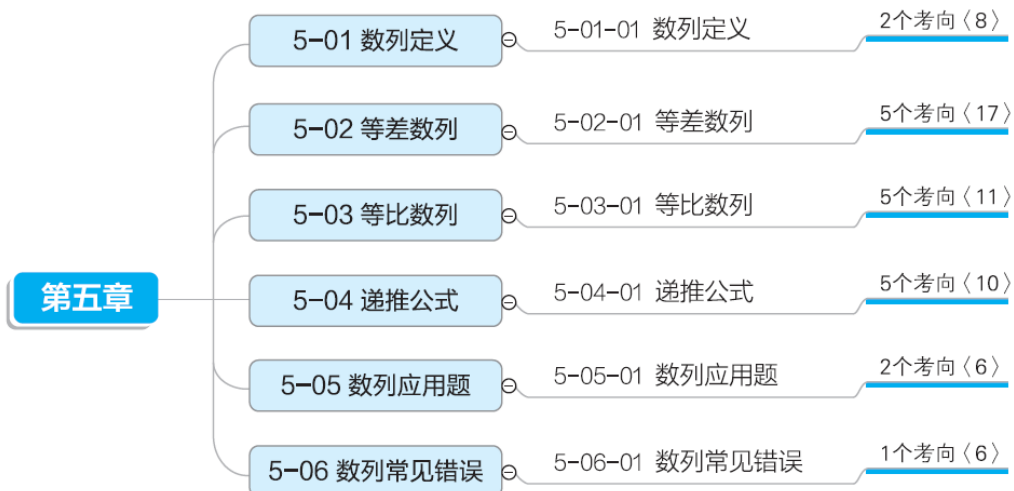 第五章
5-01 数列定义
5-01-01 数列定义
2个考向〈8〉
5-02 等差数列
5-02-01 等差数列
5个考向〈17〉
5-03 等比数列
5-03-01 等比数列
5个考向〈11〉
5-04 递推公式
5-04-01 递推公式
5个考向〈10〉
5-05 数列应用题
5-05-01 数列应用题
2个考向〈6〉
5-06 数列常见错误
5-06-01 数列常见错误
1个考向〈6〉